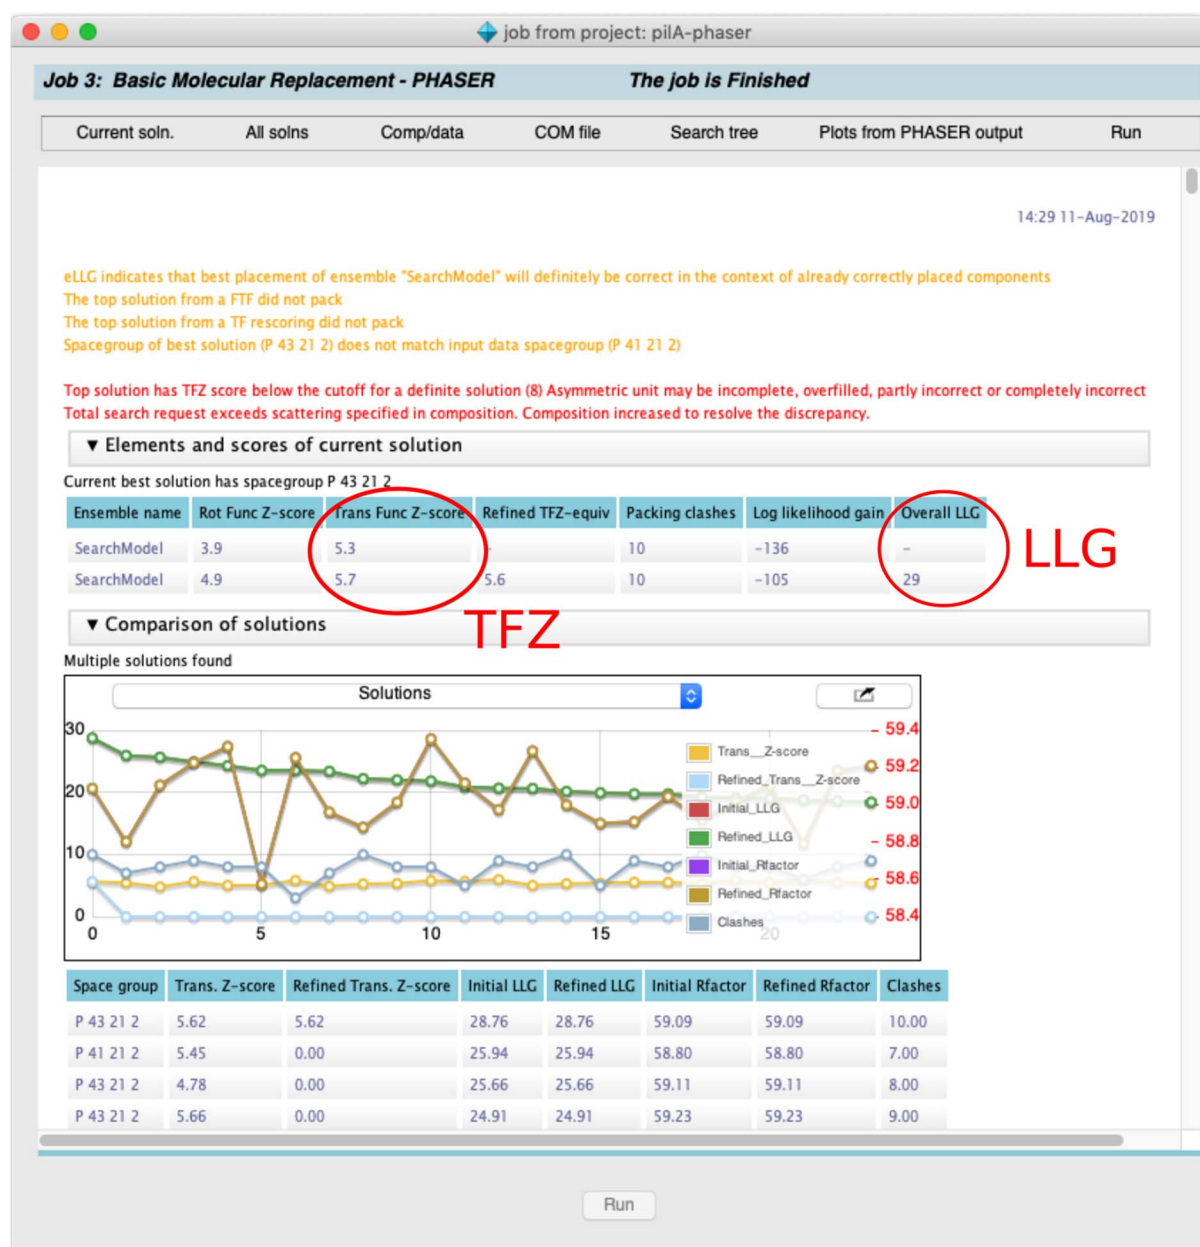 job from project: pilA-phaser
Job 3: Basic Molecular Replacement - PHASER The job is Finished
Current soln. All solns Comp/data COM file Search tree Plots from PHASER output Run
14:29 11-Aug-2019
eLLG indicates that best placement of ensemble "SearchModel" will definitely be correct in the context of already correctly placed components
The top solution from a FTF did not pack
The top solution from a TF rescoring did not pack
Spacegroup of best solution (P 43 21 2) does not match input data spacegroup (P 41 21 2)
Top solution has TFZ score below the cutoff for a definite solution (8) Asymmetric unit may be incomplete, overfilled, partly incorrect or completely incorrect
Total search request exceeds scattering specified in composition. Composition increased to resolve the discrepancy.
▼ Elements and scores of current solution
Current best solution has spacegroup P 43 21 2
Ensemble name Rot Func Z-score Trans Func Z-score Refined TFZ-equiv Packing clashes Log likelihood gain Overall LLG
SearchModel 3.9 5.3 - 10 -136 -
SearchModel 4.9 5.7 5.6 10 -105 29
LLG
TFZ
▼ Comparison of solutions
Multiple solutions found
Solutions
30
20
10
0
0 5 10 15 20
59.4
59.2
59.0
58.8
58.6
58.4
Trans__Z-score
Refined_Trans__Z-score
Initial_LLG
Refined_LLG
Initial_Rfactor
Refined_Rfactor
Clashes
Space group Trans. Z-score Refined Trans. Z-score Initial LLG Refined LLG Initial Rfactor Refined Rfactor Clashes
P 43 21 2 5.62 5.62 28.76 28.76 59.09 59.09 10.00
P 41 21 2 5.45 0.00 25.94 25.94 58.80 58.80 7.00
P 43 21 2 4.78 0.00 25.66 25.66 59.11 59.11 8.00
P 43 21 2 5.66 0.00 24.91 24.91 59.23 59.23 9.00
Run